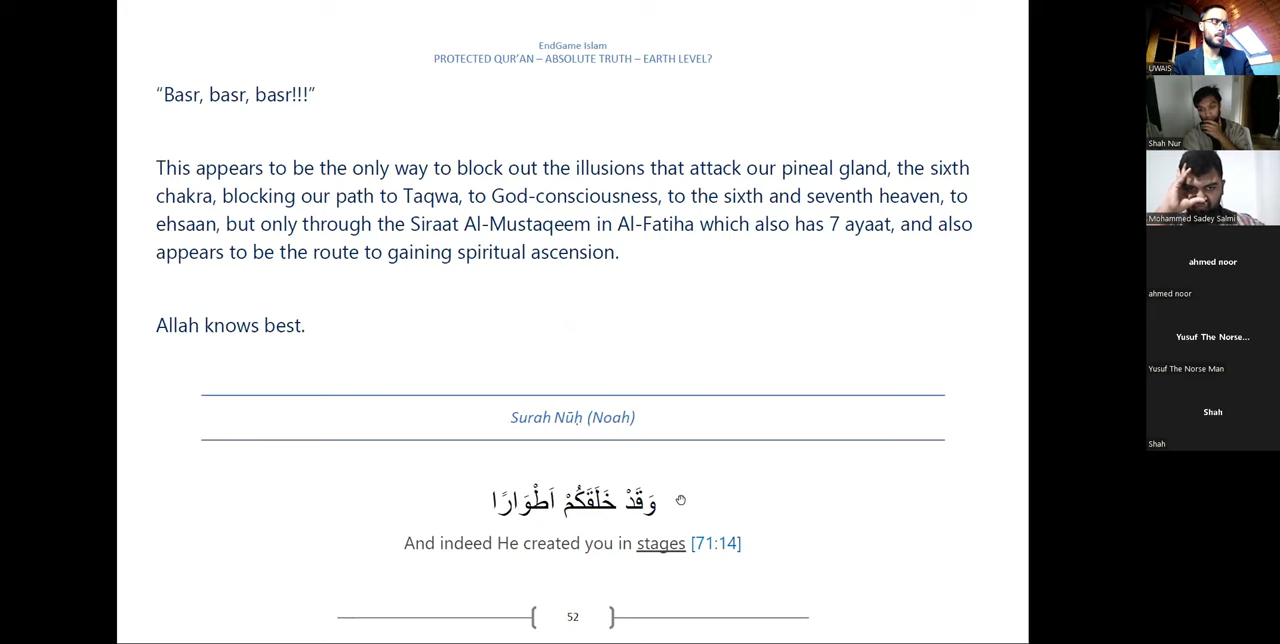 EndGame Islam
PROTECTED QUR'AN – ABSOLUTE TRUTH – EARTH LEVEL?
“Basr, basr, basr!!!”
This appears to be the only way to block out the illusions that attack our pineal gland, the sixth
chakra, blocking our path to Taqwa, to God-consciousness, to the sixth and seventh heaven, to
ehsaan, but only through the Siraat Al-Mustaqeem in Al-Fatiha which also has 7 ayaat, and also
appears to be the route to gaining spiritual ascension.
Allah knows best.
Surah Nūḥ (Noah)
وَقَدْ خَلَقَكُمْ اَطْوَارًا
And indeed He created you in stages [71:14]
52
UWAIS
Shah Nur
Mohammed Sadey Salmi
ahmed noor
ahmed noor
Yusuf The Norse...
Yusuf The Norse Man
Shah
Shah